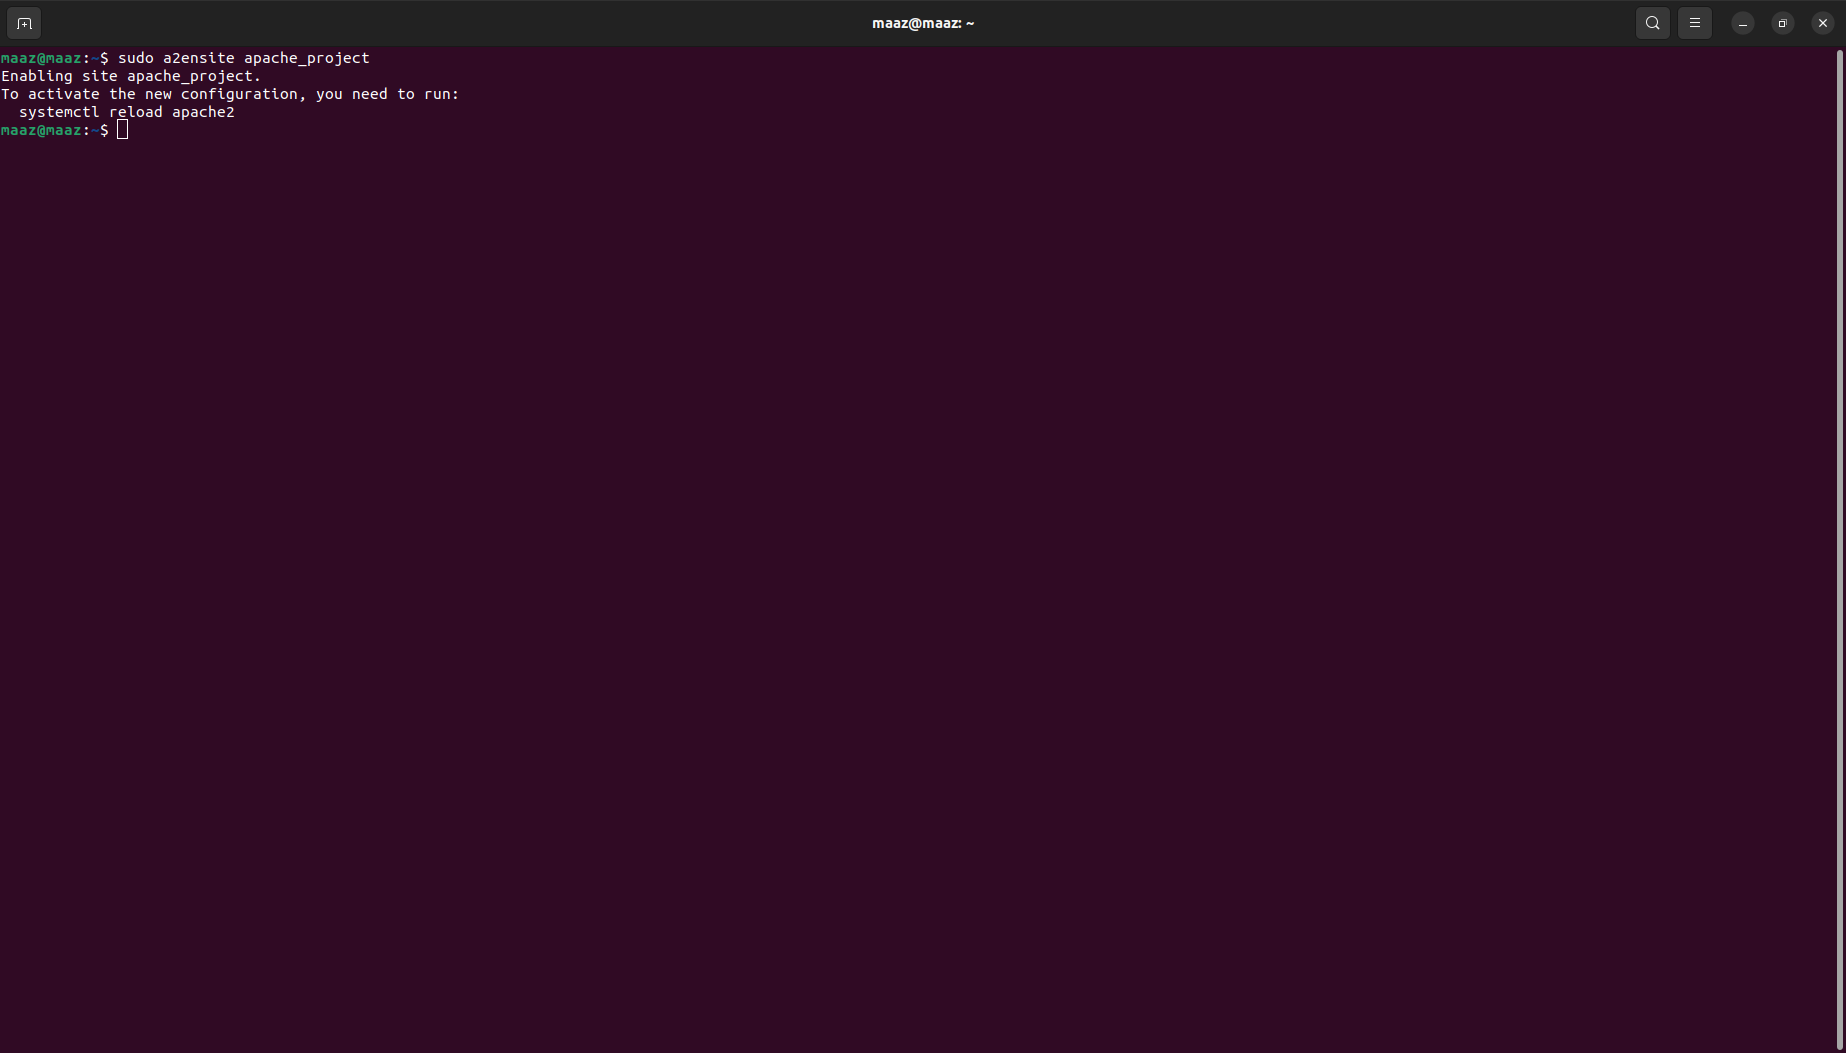 maaz@maaz: ~
maaz@maaz:~$ sudo a2ensite apache_project
Enabling site apache_project.
To activate the new configuration, you need to run:
  systemctl reload apache2
maaz@maaz:~$